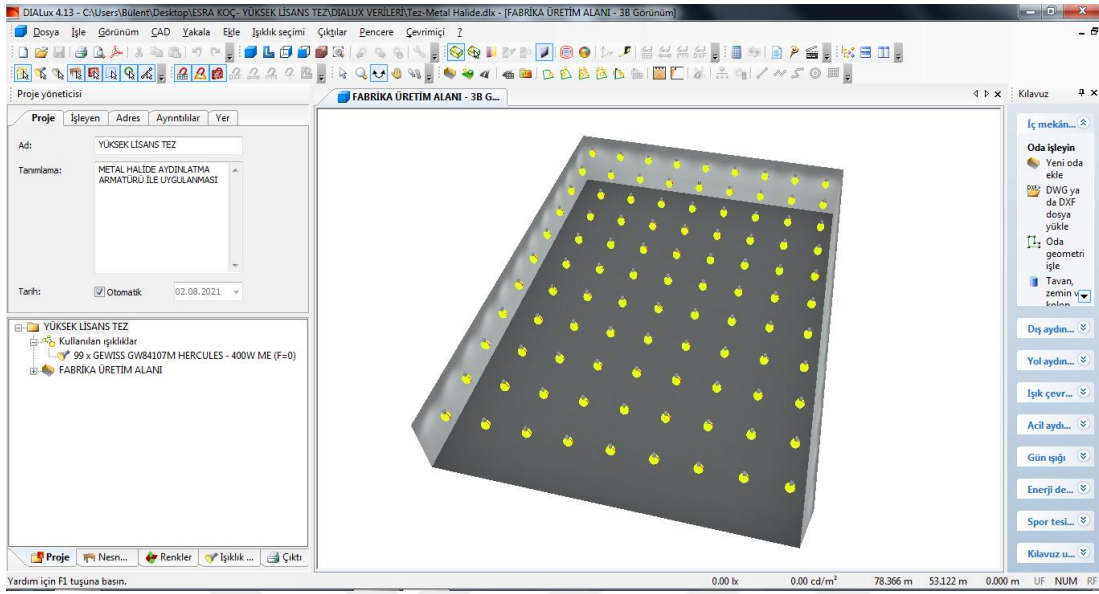 DIALux 4.13 - C:\Users\Bülent\Desktop\ESRA KOÇ- YÜKSEK LİSANS TEZ\DIALUX VERİLERİ\Tez-Metal Halide.dlx - [FABRİKA ÜRETİM ALANI - 3B Görünüm]
Dosya İşle Görünüm CAD Yakala Ekle Işıklık seçimi Çıktılar Pencere Çevrimiçi ?
Proje yöneticisi
FABRİKA ÜRETİM ALANI - 3B G...
Kılavuz
Proje İşleyen Adres Ayrıntılılar Yer
Ad:
YÜKSEK LİSANS TEZ
Tanımlama:
METAL HALİDE AYDINLATMA
ARMATÜRÜ İLE UYGULANMASI
Tarih:
Otomatik
02.08.2021
YÜKSEK LİSANS TEZ
Kullanılan ışıklıklar
99 x GEWISS GW84107M HERCULES - 400W ME (F=0)
FABRİKA ÜRETİM ALANI
Proje Nesn... Renkler Işıklık ... Çıktı
İç mekân...
Oda işleyin
Yeni oda
ekle
DWG ya
da DXF
dosya
yükle
Oda
geometri
işle
Tavan,
zemin v
kolon
Dış aydın...
Yol aydın...
Işık çevr...
Acil aydı...
Gün ışığı
Enerji de...
Spor tesi...
Kılavuz u...
Yardım için F1 tuşuna basın.
0.00 lx 0.00 cd/m² 78.366 m 53.122 m 0.000 m UF NUM RF